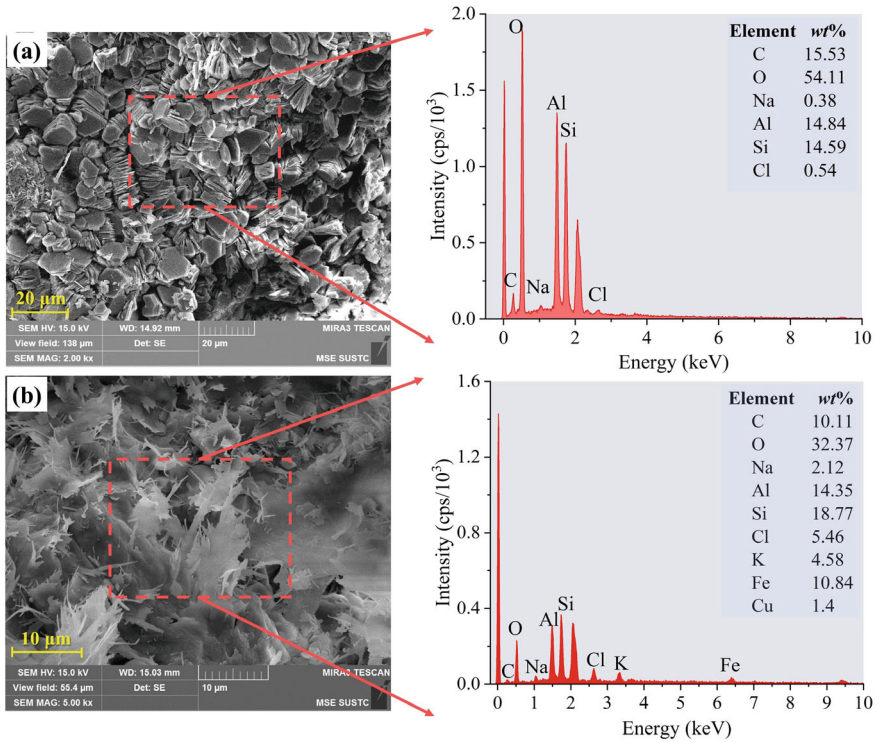 (a)
20 μm
SEM HV: 15.0 kV WD: 14.92 mm MIRA3 TESCAN
View field: 138 μm Det: SE 20 μm
SEM MAG: 2.00 kx MSE SUSTC
2.0
1.5
1.0
0.5
0.0
Intensity (cps/10³)
O
Al
Si
C
Na
Cl
Element wt%
C 15.53
O 54.11
Na 0.38
Al 14.84
Si 14.59
Cl 0.54
0 2 4 6 8 10
Energy (keV)
(b)
10 μm
SEM HV: 15.0 kV WD: 15.03 mm MIRA3 TESCAN
View field: 55.4 μm Det: SE 10 μm
SEM MAG: 5.00 kx MSE SUSTC
1.6
1.2
0.8
0.4
0.0
Intensity (cps/10³)
O
Al
Si
C
Na
Cl
K
Fe
Element wt%
C 10.11
O 32.37
Na 2.12
Al 14.35
Si 18.77
Cl 5.46
K 4.58
Fe 10.84
Cu 1.4
0 1 2 3 4 5 6 7 8 9 10
Energy (keV)